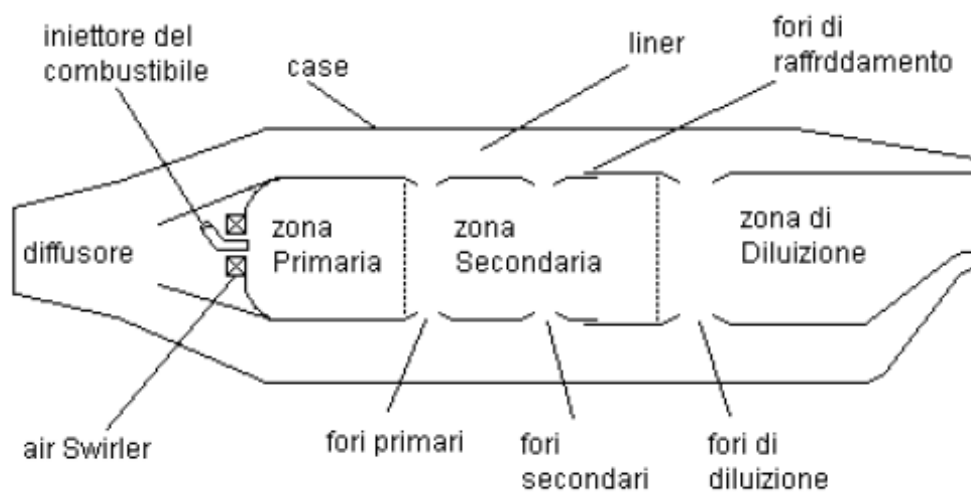 iniettore del
combustibile
case
liner
fori di
raffrddamento
diffusore
zona
Primaria
zona
Secondaria
zona di
Diluizione
air Swirler
fori primari
fori
secondari
fori di
diluizione